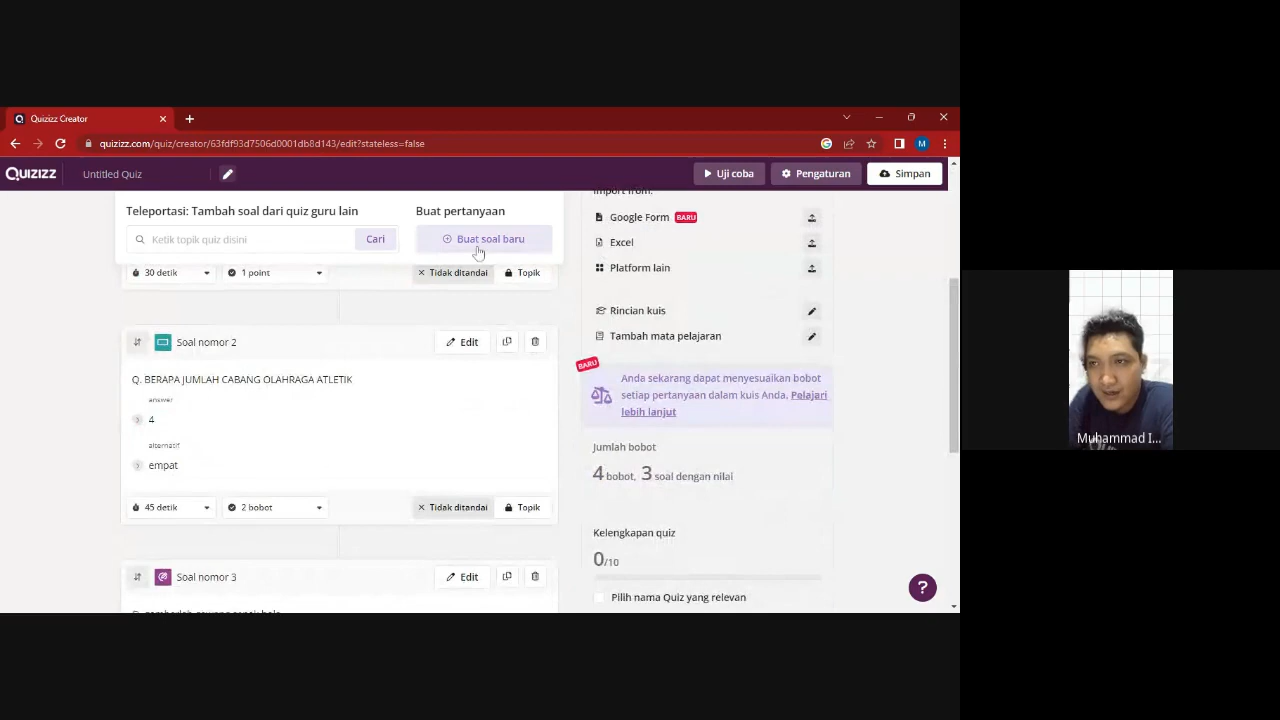 Quizizz Creator
quizizz.com/quiz/creator/63fdf93d7506d0001db8d143/edit?stateless=false
M
QUIZIZZ
Untitled Quiz
Uji coba
Pengaturan
Simpan
Teleportasi: Tambah soal dari quiz guru lain
Buat pertanyaan
Ketik topik quiz disini
Cari
Buat soal baru
30 detik
1 point
Tidak ditandai
Topik
Soal nomor 2
Edit
Q. BERAPA JUMLAH CABANG OLAHRAGA ATLETIK
answer
4
alternatif
empat
45 detik
2 bobot
Tidak ditandai
Topik
Soal nomor 3
Edit
Import from:
Google Form BARU
Excel
Platform lain
Rincian kuis
Tambah mata pelajaran
BARU
Anda sekarang dapat menyesuaikan bobot
setiap pertanyaan dalam kuis Anda, Pelajari
lebih lanjut
Jumlah bobot
4 bobot, 3 soal dengan nilai
Kelengkapan quiz
0/10
Pilih nama Quiz yang relevan
?
Muhammad I...